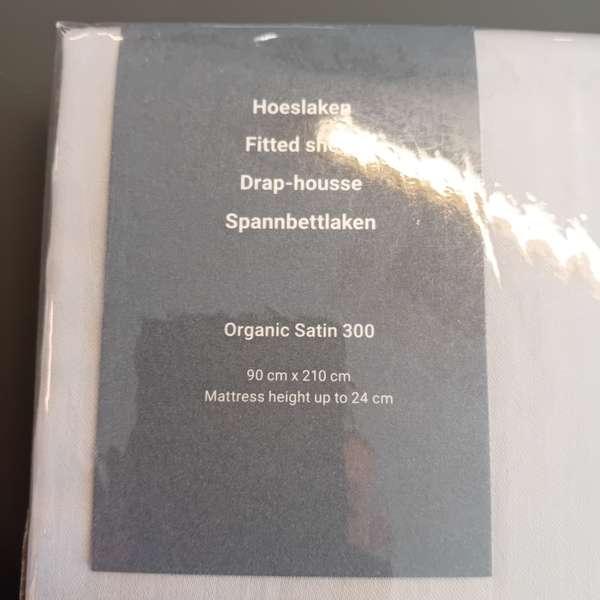 Hoeslaken
Fitted
Drap-housse
Spannbettlaken
Organic Satin 300
90 cm x 210 cm
Mattress height up to 24 cm